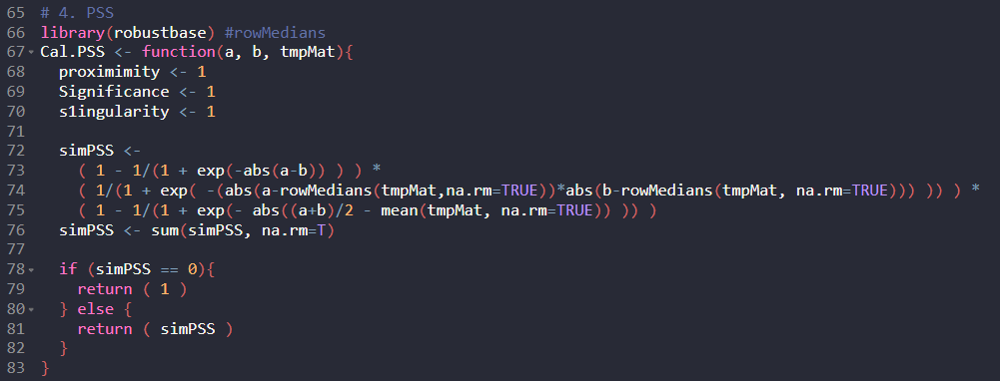 65 # 4. PSS
66 library(robustbase) #rowMedians
67 Cal.PSS <- function(a, b, tmpMat){
68   proximimity <- 1
69   Significance <- 1
70   s1ingularity <- 1
71
72   simPSS <-
73     ( 1 - 1/(1 + exp(-abs(a-b)) ) ) *
74     ( 1/(1 + exp( -(abs(a-rowMedians(tmpMat,na.rm=TRUE))*abs(b-rowMedians(tmpMat, na.rm=TRUE))) )) ) *
75     ( 1 - 1/(1 + exp(- abs((a+b)/2 - mean(tmpMat, na.rm=TRUE)) )) )
76   simPSS <- sum(simPSS, na.rm=T)
77
78   if (simPSS == 0){
79     return ( 1 )
80   } else {
81     return ( simPSS )
82   }
83 }